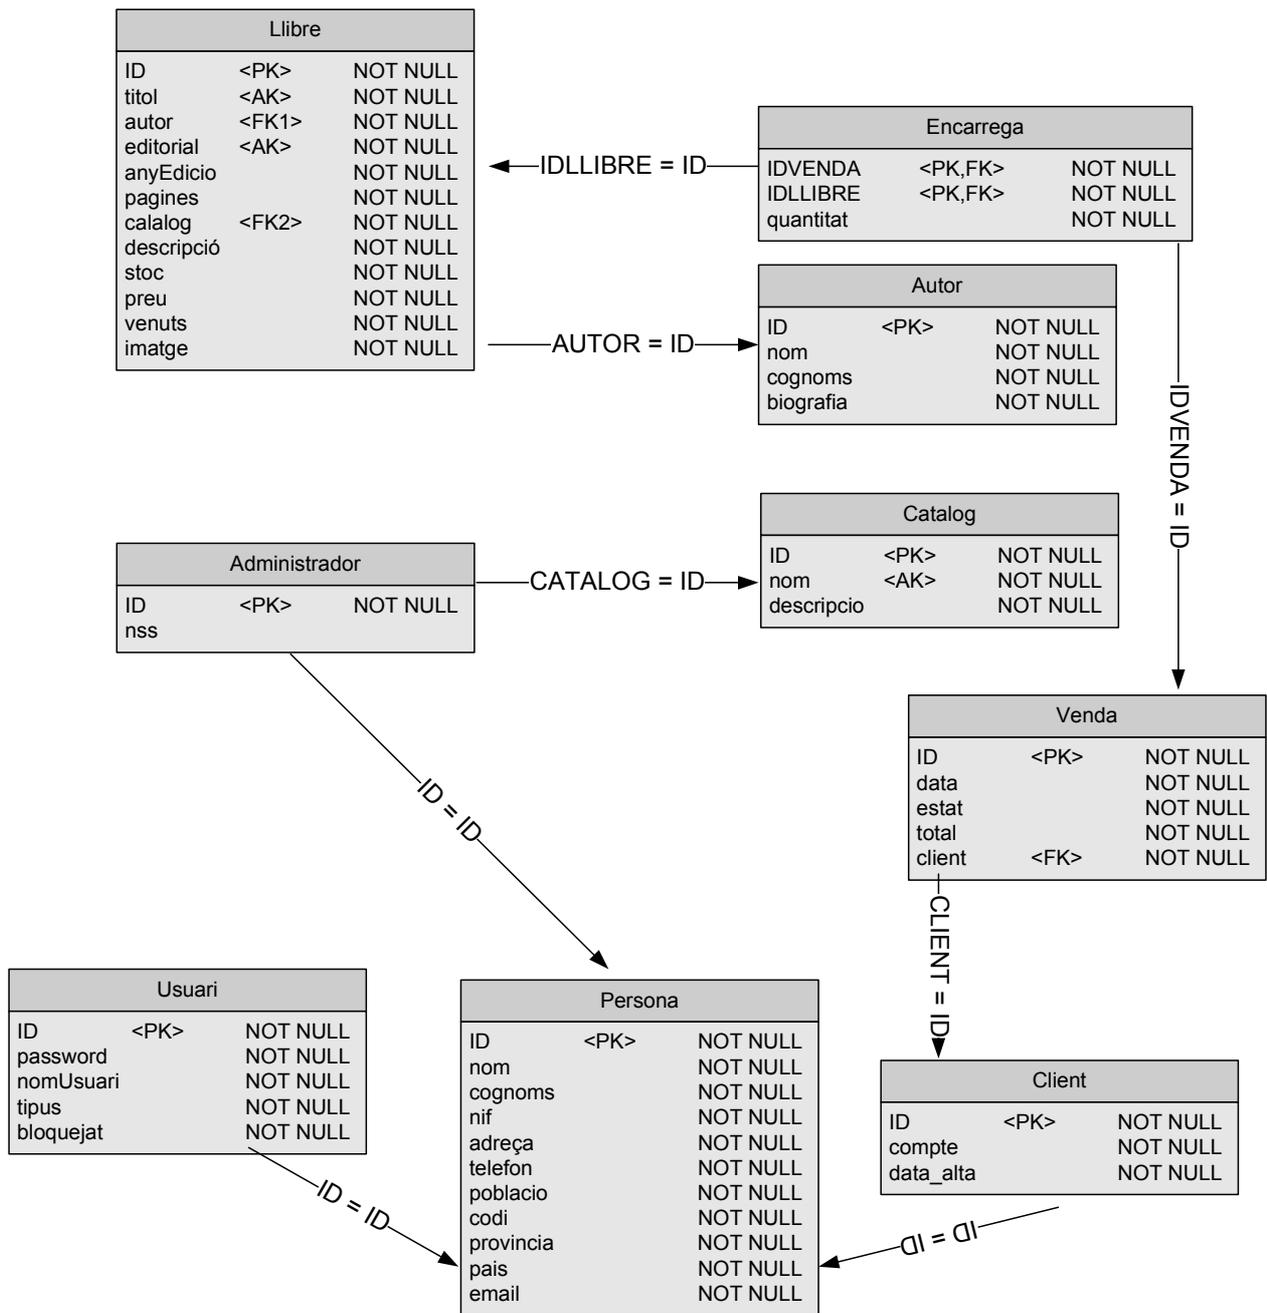 Llibre
ID <PK> NOT NULL
titol <AK> NOT NULL
autor <FK1> NOT NULL
editorial <AK> NOT NULL
anyEdicio NOT NULL
pagines NOT NULL
calalog <FK2> NOT NULL
descripció NOT NULL
stoc NOT NULL
preu NOT NULL
venuts NOT NULL
imatge NOT NULL
IDLLIBRE = ID
Encarrega
IDVENDA <PK,FK> NOT NULL
IDLLIBRE <PK,FK> NOT NULL
quantitat NOT NULL
AUTOR = ID
Autor
ID <PK> NOT NULL
nom NOT NULL
cognoms NOT NULL
biografia NOT NULL
IDVENDA = ID
Administrador
ID <PK> NOT NULL
nss
CATALOG = ID
Catalog
ID <PK> NOT NULL
nom <AK> NOT NULL
descripcio NOT NULL
ID = ID
Venda
ID <PK> NOT NULL
data NOT NULL
estat NOT NULL
total NOT NULL
client <FK> NOT NULL
CLIENT = ID
Usuari
ID <PK> NOT NULL
password NOT NULL
nomUsuari NOT NULL
tipus NOT NULL
bloquejat NOT NULL
ID = ID
Persona
ID <PK> NOT NULL
nom NOT NULL
cognoms NOT NULL
nif NOT NULL
adreça NOT NULL
telefon NOT NULL
poblacio NOT NULL
codi NOT NULL
provincia NOT NULL
pais NOT NULL
email NOT NULL
Client
ID <PK> NOT NULL
compte NOT NULL
data_alta NOT NULL
ID = ID